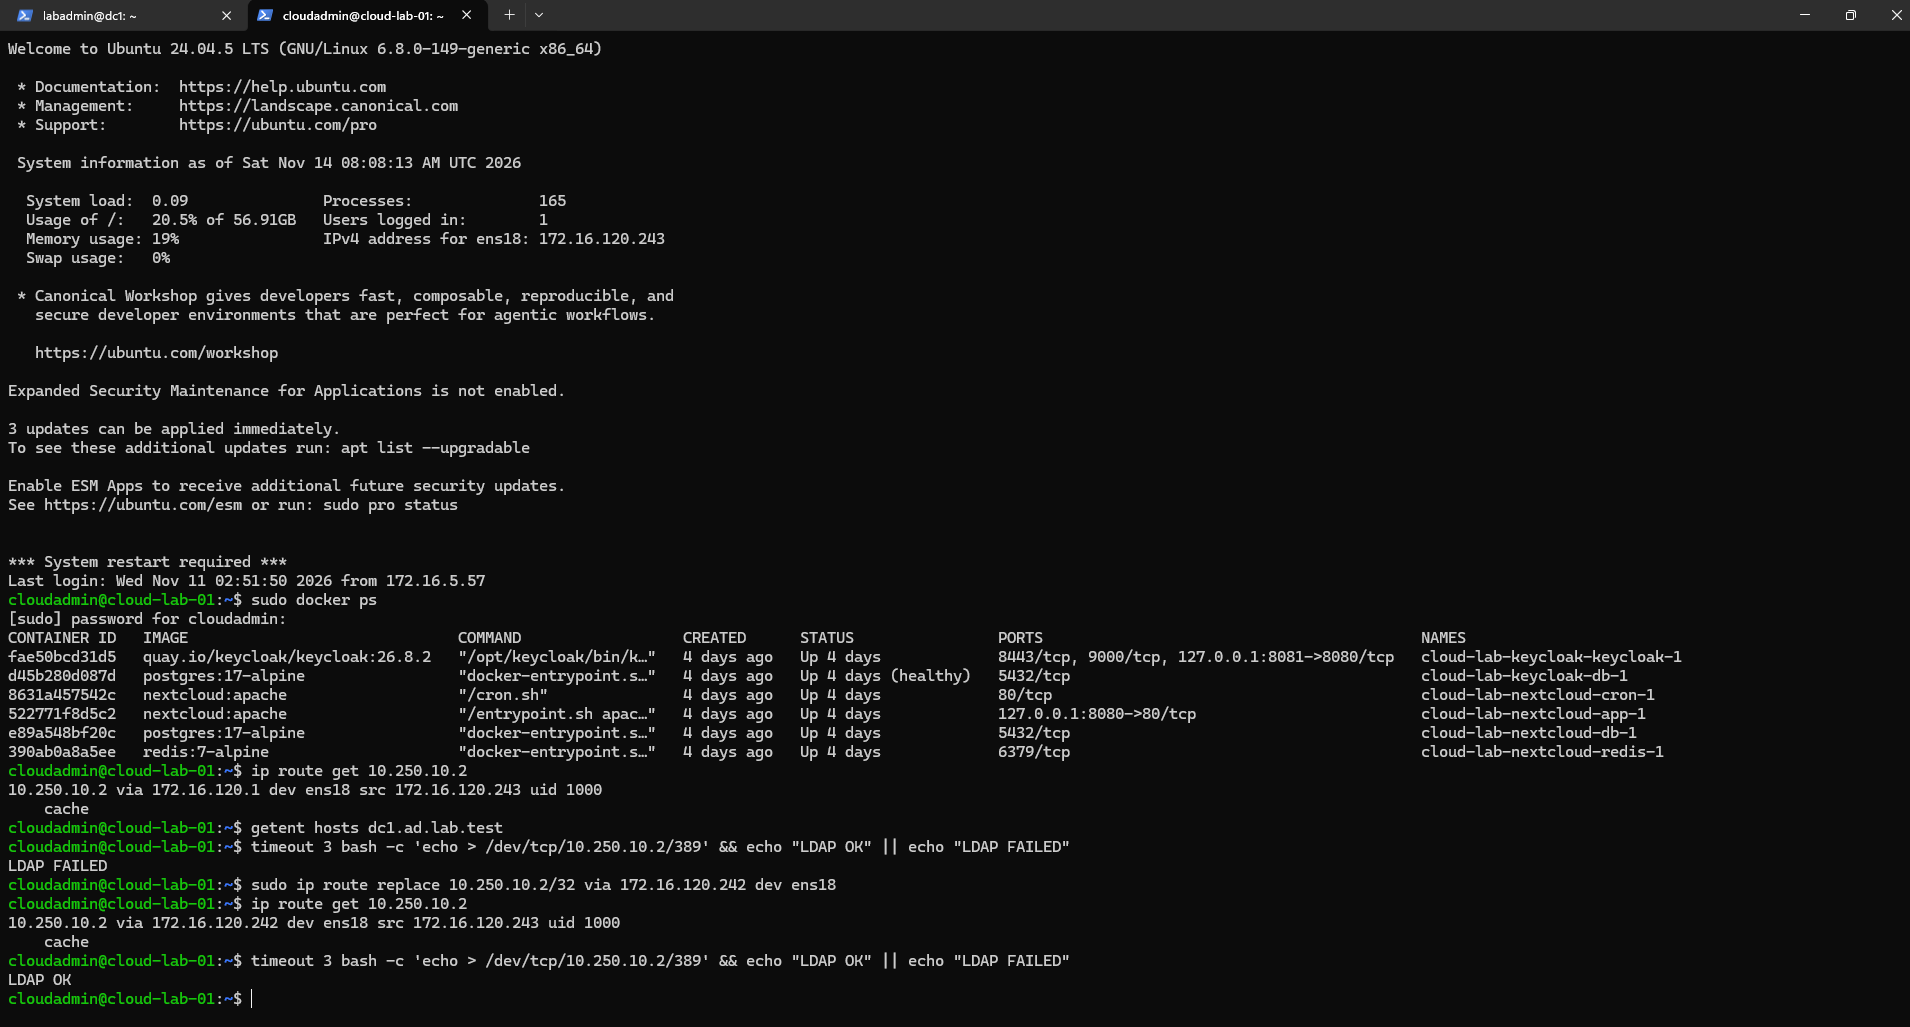 labadmin@dc1: ~
cloudadmin@cloud-lab-01: ~
Welcome to Ubuntu 24.04.5 LTS (GNU/Linux 6.8.0-149-generic x86_64)
* Documentation:  https://help.ubuntu.com
* Management:     https://landscape.canonical.com
* Support:        https://ubuntu.com/pro
System information as of Sat Nov 14 08:08:13 AM UTC 2026
System load:  0.09               Processes:              165
Usage of /:   20.5% of 56.91GB   Users logged in:        1
Memory usage: 19%                IPv4 address for ens18: 172.16.120.243
Swap usage:   0%
* Canonical Workshop gives developers fast, composable, reproducible, and
secure developer environments that are perfect for agentic workflows.
https://ubuntu.com/workshop
Expanded Security Maintenance for Applications is not enabled.
3 updates can be applied immediately.
To see these additional updates run: apt list --upgradable
Enable ESM Apps to receive additional future security updates.
See https://ubuntu.com/esm or run: sudo pro status
*** System restart required ***
Last login: Wed Nov 11 02:51:50 2026 from 172.16.5.57
cloudadmin@cloud-lab-01:~$ sudo docker ps
[sudo] password for cloudadmin:
CONTAINER ID   IMAGE                              COMMAND                  CREATED      STATUS                PORTS                                          NAMES
fae50bcd31d5   quay.io/keycloak/keycloak:26.8.2   "/opt/keycloak/bin/k…"   4 days ago   Up 4 days             8443/tcp, 9000/tcp, 127.0.0.1:8081->8080/tcp   cloud-lab-keycloak-keycloak-1
d45b280d087d   postgres:17-alpine                 "docker-entrypoint.s…"   4 days ago   Up 4 days (healthy)   5432/tcp                                       cloud-lab-keycloak-db-1
8631a457542c   nextcloud:apache                   "/cron.sh"               4 days ago   Up 4 days             80/tcp                                         cloud-lab-nextcloud-cron-1
522771f8d5c2   nextcloud:apache                   "/entrypoint.sh apac…"   4 days ago   Up 4 days             127.0.0.1:8080->80/tcp                         cloud-lab-nextcloud-app-1
e89a548bf20c   postgres:17-alpine                 "docker-entrypoint.s…"   4 days ago   Up 4 days             5432/tcp                                       cloud-lab-nextcloud-db-1
390ab0a8a5ee   redis:7-alpine                     "docker-entrypoint.s…"   4 days ago   Up 4 days             6379/tcp                                       cloud-lab-nextcloud-redis-1
cloudadmin@cloud-lab-01:~$ ip route get 10.250.10.2
10.250.10.2 via 172.16.120.1 dev ens18 src 172.16.120.243 uid 1000
cache
cloudadmin@cloud-lab-01:~$ getent hosts dc1.ad.lab.test
cloudadmin@cloud-lab-01:~$ timeout 3 bash -c 'echo > /dev/tcp/10.250.10.2/389' && echo "LDAP OK" || echo "LDAP FAILED"
LDAP FAILED
cloudadmin@cloud-lab-01:~$ sudo ip route replace 10.250.10.2/32 via 172.16.120.242 dev ens18
cloudadmin@cloud-lab-01:~$ ip route get 10.250.10.2
10.250.10.2 via 172.16.120.242 dev ens18 src 172.16.120.243 uid 1000
cache
cloudadmin@cloud-lab-01:~$ timeout 3 bash -c 'echo > /dev/tcp/10.250.10.2/389' && echo "LDAP OK" || echo "LDAP FAILED"
LDAP OK
cloudadmin@cloud-lab-01:~$